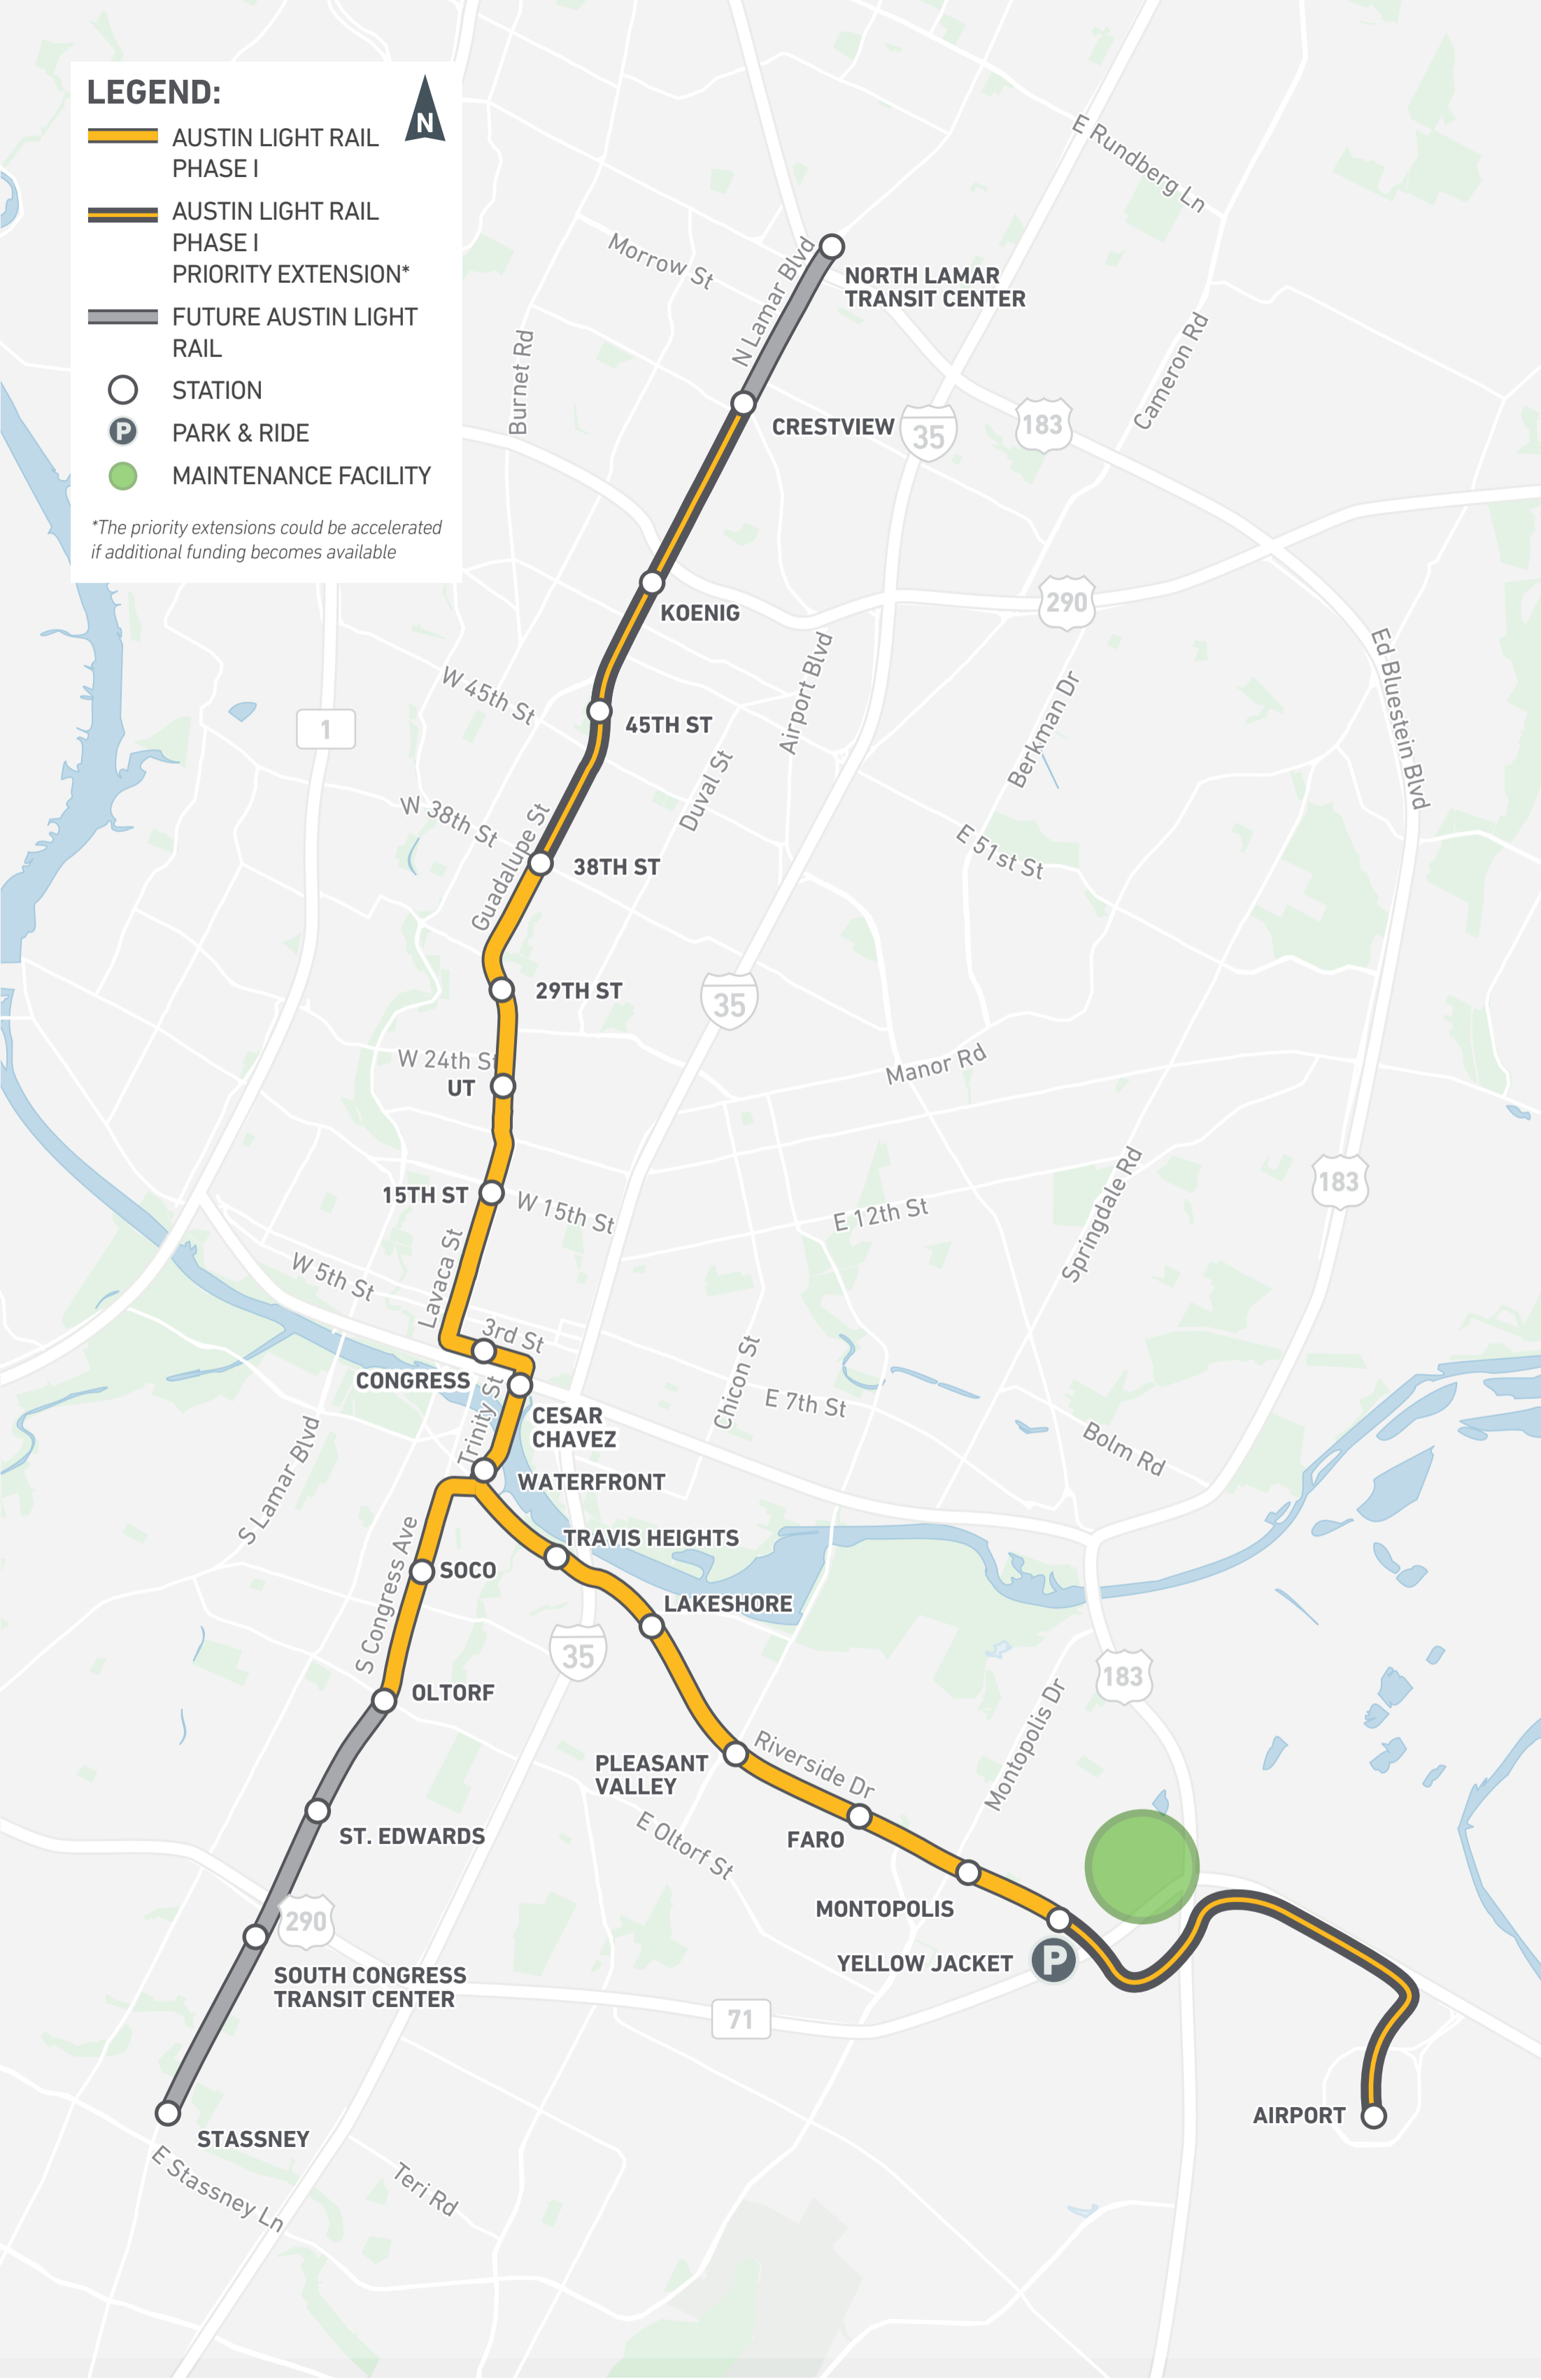 LEGEND:
N
AUSTIN LIGHT RAIL
PHASE I
AUSTIN LIGHT RAIL
PHASE I
PRIORITY EXTENSION*
FUTURE AUSTIN LIGHT
RAIL
STATION
P
PARK & RIDE
MAINTENANCE FACILITY
*The priority extensions could be accelerated
if additional funding becomes available
E Rundberg Ln
Morrow St
N Lamar Blvd
NORTH LAMAR
TRANSIT CENTER
Burnet Rd
Cameron Rd
CRESTVIEW
35
183
KOENIG
290
W 45th St
45TH ST
1
Airport Blvd
Berkman Dr
Ed Bluestein Blvd
Duval St
W 38th St
Guadalupe St
38TH ST
E 51st St
29TH ST
35
W 24th St
UT
Manor Rd
15TH ST
W 15th St
E 12th St
Springdale Rd
183
W 5th St
Lavaca St
3rd St
CONGRESS
Trinity St
CESAR
CHAVEZ
Chicon St
E 7th St
Bolm Rd
S Lamar Blvd
WATERFRONT
TRAVIS HEIGHTS
S Congress Ave
SOCO
LAKESHORE
35
183
OLTORF
Montopolis Dr
PLEASANT
VALLEY
Riverside Dr
ST. EDWARDS
E Oltorf St
FARO
290
MONTOPOLIS
YELLOW JACKET
P
SOUTH CONGRESS
TRANSIT CENTER
71
AIRPORT
STASSNEY
E Stassney Ln
Teri Rd